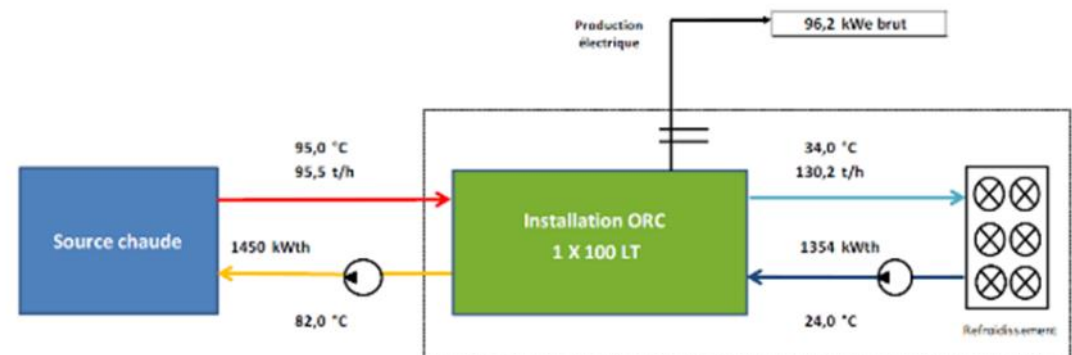 Production
électrique
96,2 kWe brut
95,0 °C
95,5 t/h
34,0 °C
130,2 t/h
Source chaude
Installation ORC
1 X 100 LT
1450 kWth
1354 kWth
82,0 °C
24,0 °C
Refroidissement